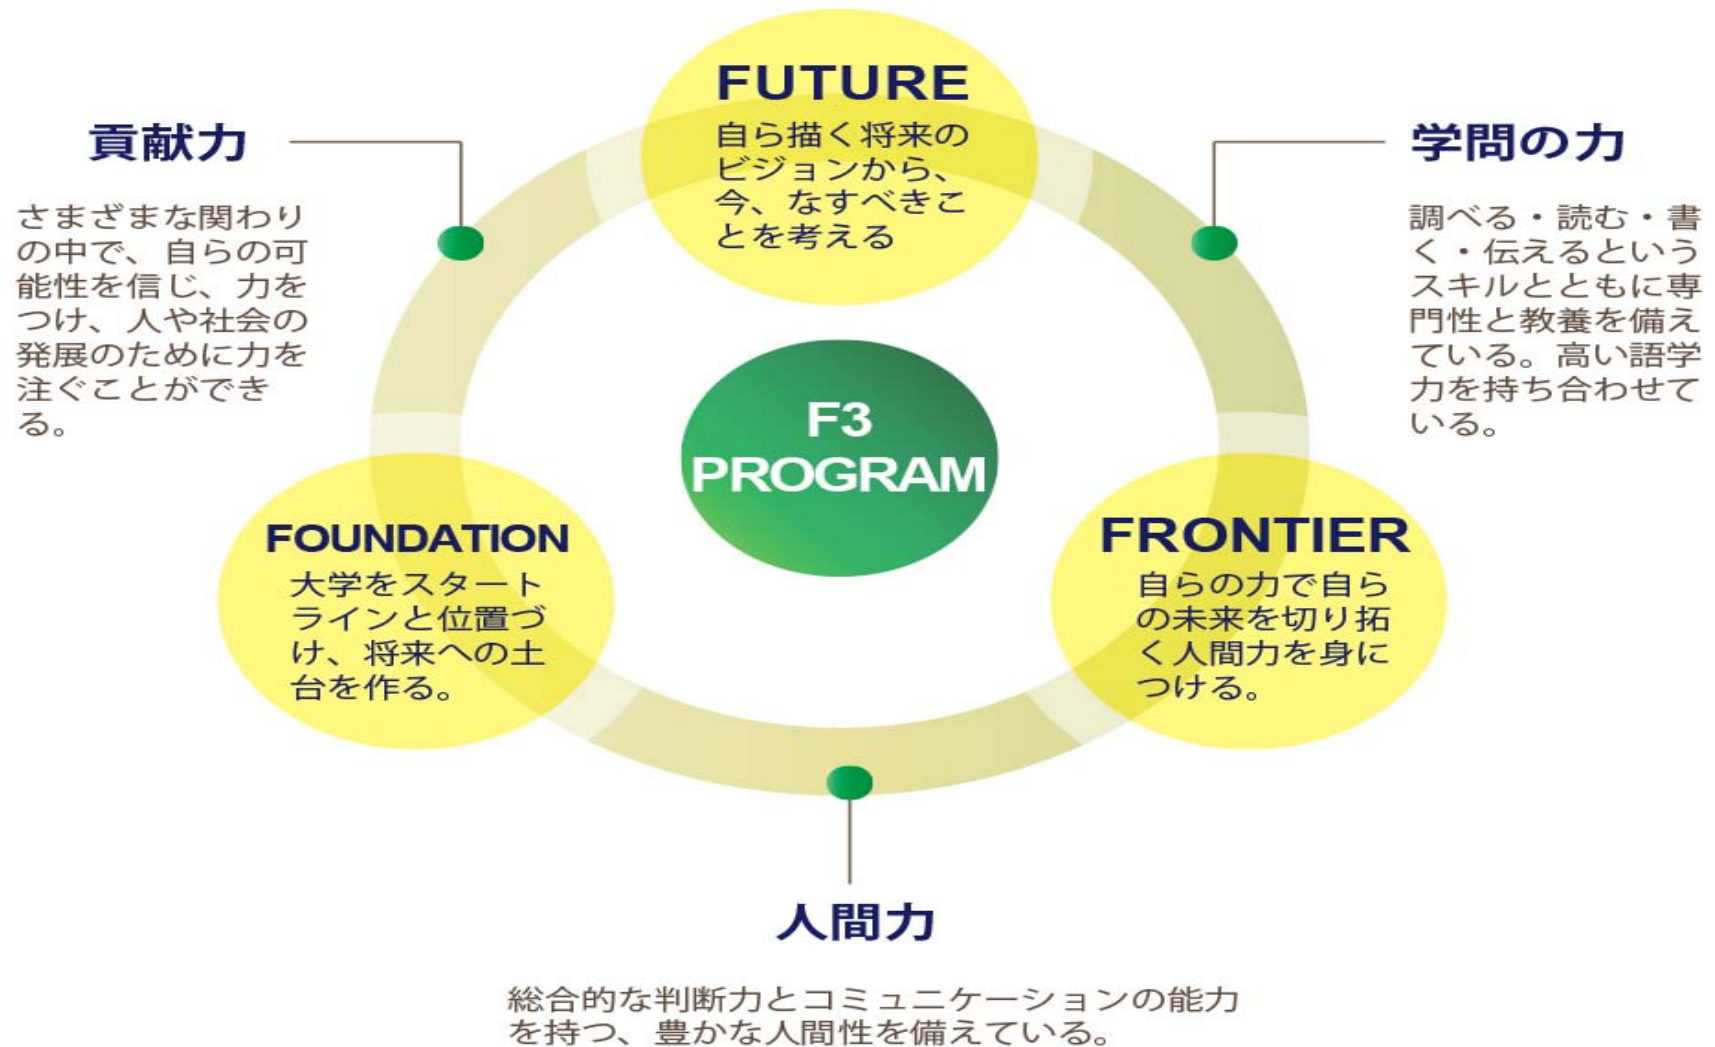 FUTURE
自ら描く将来の
ビジョンから、
今、なすべきこ
とを考える
貢献力
さまざまな関わり
の中で、自らの可
能性を信じ、力を
つけ、人や社会の
発展のために力を
注ぐことができ
る。
学問の力
調べる・読む・書
く・伝えるという
スキルとともに専
門性と教養を備え
ている。高い語学
力を持ち合わせて
いる。
F3
PROGRAM
FOUNDATION
大学をスタート
ラインと位置づ
け、将来への土
台を作る。
FRONTIER
自らの力で自ら
の未来を切り拓
く人間力を身に
つける。
人間力
総合的な判断力とコミュニケーションの能力
を持つ、豊かな人間性を備えている。